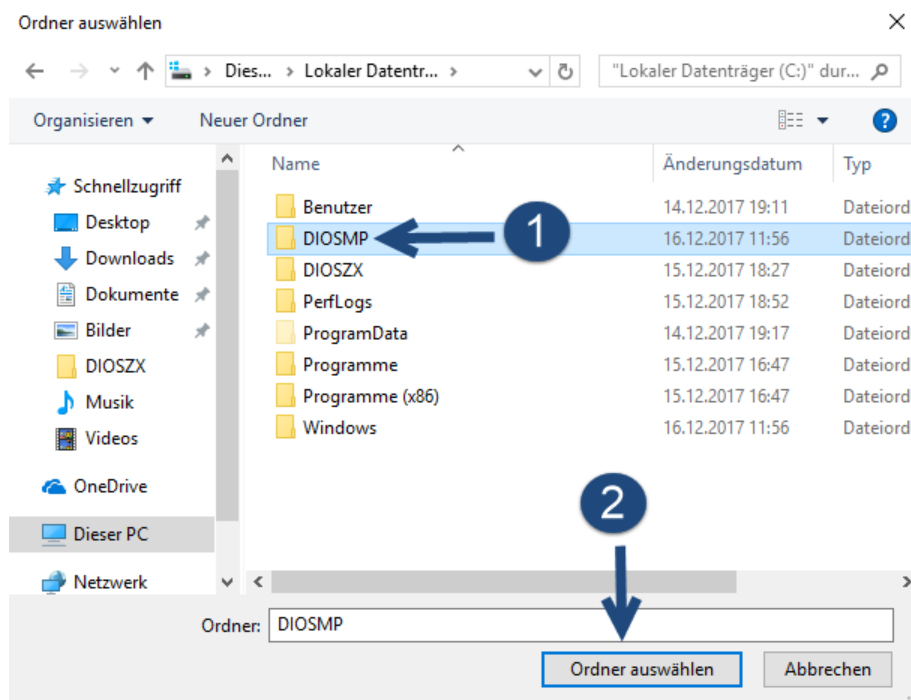 Ordner auswählen
Dies... Lokaler Datentr... "Lokaler Datenträger (C:)" dur...
Organisieren Neuer Ordner ?
Name Änderungsdatum Typ
Schnellzugriff
Desktop
Downloads
Dokumente
Bilder
DIOSZX
Musik
Videos
OneDrive
Dieser PC
Netzwerk
Benutzer 14.12.2017 19:11 Dateiord
DIOSMP 1 16.12.2017 11:56 Dateiord
DIOSZX 15.12.2017 18:27 Dateiord
PerfLogs 15.12.2017 18:52 Dateiord
ProgramData 14.12.2017 19:17 Dateiord
Programme 15.12.2017 16:47 Dateiord
Programme (x86) 15.12.2017 16:47 Dateiord
Windows 16.12.2017 11:56 Dateiord
2
Ordner: DIOSMP
Ordner auswählen Abbrechen